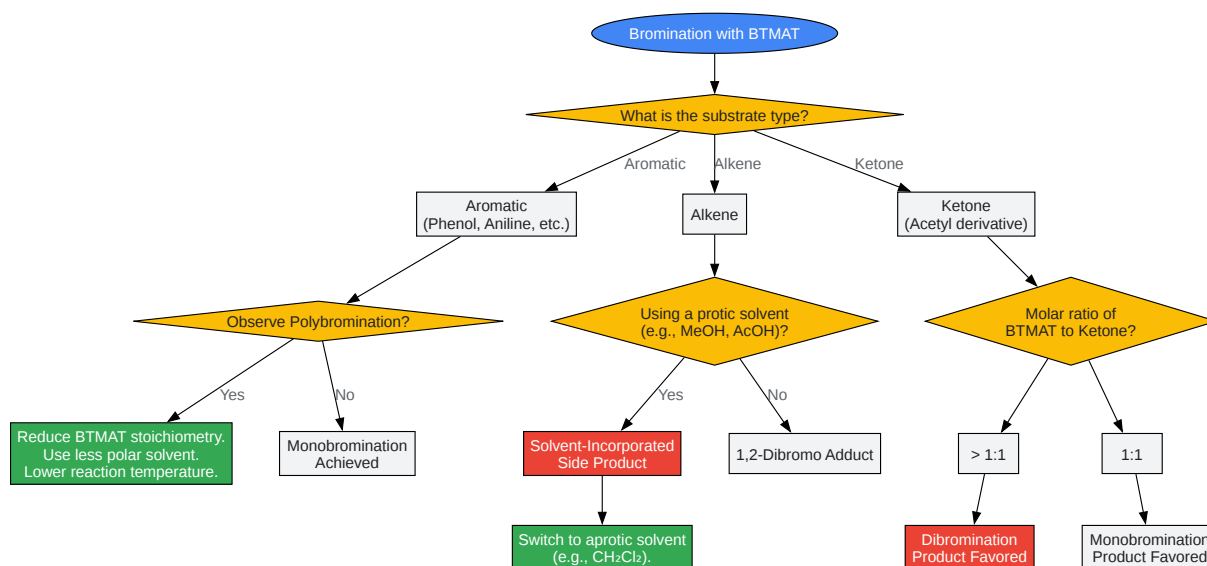 Bromination with BTMAT
What is the substrate type?
Aromatic
Alkene
Ketone
Aromatic
(Phenol, Aniline, etc.)
Alkene
Ketone
(Acetyl derivative)
Observe Polybromination?
Using a protic solvent
(e.g., MeOH, AcOH)?
Molar ratio of
BTMAT to Ketone?
Yes
No
Yes
No
Reduce BTMAT stoichiometry.
Use less polar solvent.
Lower reaction temperature.
Monobromination
Achieved
Solvent-Incorporated
Side Product
1,2-Dibromo Adduct
> 1:1
1:1
Switch to aprotic solvent
(e.g., CH₂Cl₂).
Dibromination
Product Favored
Monobromination
Product Favored